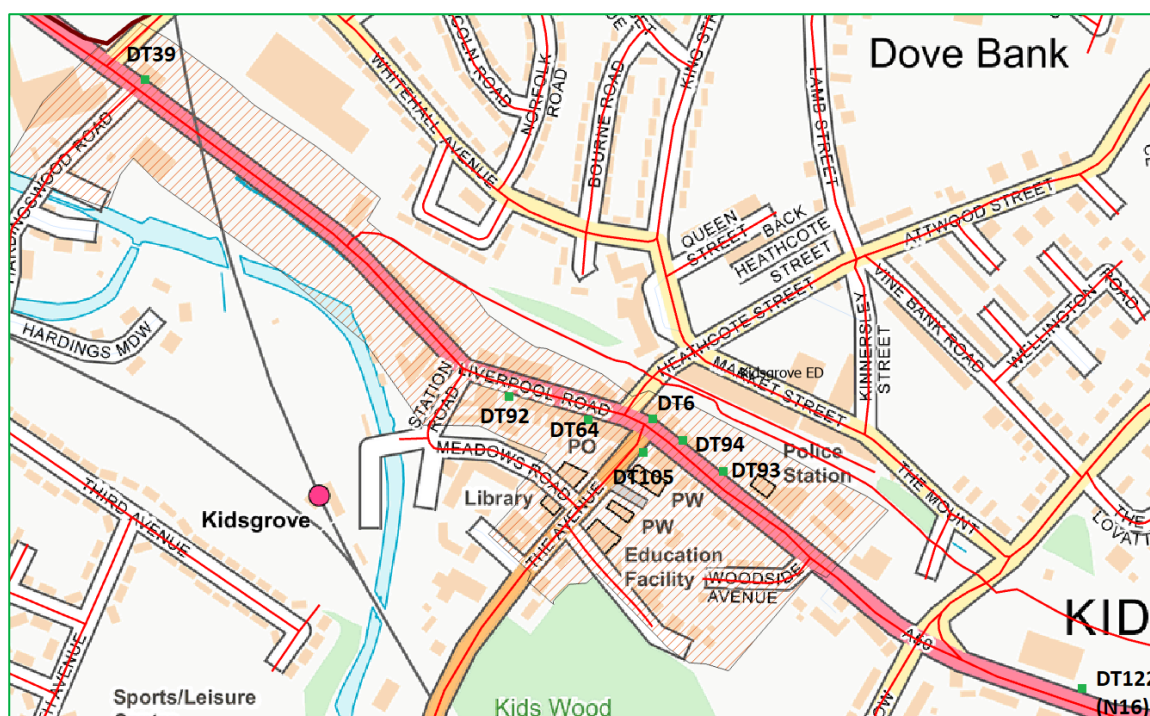 DT39
Dove Bank
WHITEHALL AVENUE
NORFOLK
ROAD
BOURNE ROAD
LAMB STREET
HARDINGSWOOD ROAD
QUEEN
STREET
BACK
HEATHCOTE
STREET
ATTWOOD STREET
HEATHCOTE STREET
VINE BANK ROAD
WELLINGTON
ROAD
KINNERSLEY
STREET
HARDINGS MDW
STATION
ROAD
LIVERPOOL ROAD
MARKET STREET
Kidsgrove ED
DT92
DT64
DT6
DT94
DT93
DT105
PO
MEADOWS ROAD
Police
Station
Library
PW
PW
THE AVENUE
THE MOUNT
Kidsgrove
THIRD AVENUE
Education
Facility
WOODSIDE
AVENUE
A50
KID
DT122
(N16)
Sports/Leisure
Kids Wood